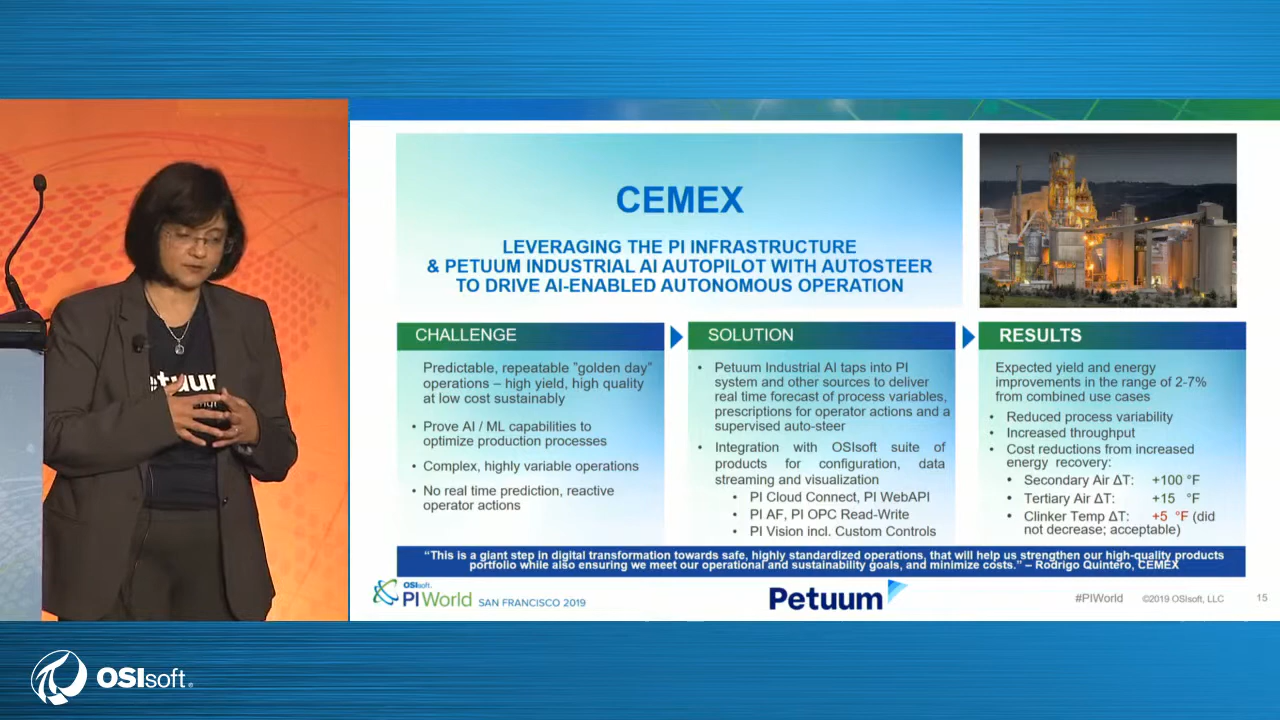 CEMEX
LEVERAGING THE PI INFRASTRUCTURE
& PETUUM INDUSTRIAL AI AUTOPILOT WITH AUTOSTEER
TO DRIVE AI-ENABLED AUTONOMOUS OPERATION
CHALLENGE
Predictable, repeatable "golden day"
operations – high yield, high quality
at low cost sustainably
• Prove AI / ML capabilities to
optimize production processes
• Complex, highly variable operations
• No real time prediction, reactive
operator actions
SOLUTION
• Petuum Industrial AI taps into PI
system and other sources to deliver
real time forecast of process variables,
prescriptions for operator actions and a
supervised auto-steer
• Integration with OSIsoft suite of
products for configuration, data
streaming and visualization
• PI Cloud Connect, PI WebAPI
• PI AF, PI OPC Read-Write
• PI Vision incl. Custom Controls
RESULTS
Expected yield and energy
improvements in the range of 2-7%
from combined use cases
• Reduced process variability
• Increased throughput
• Cost reductions from increased
energy recovery:
• Secondary Air ΔT: +100 °F
• Tertiary Air ΔT: +15 °F
• Clinker Temp ΔT: +5 °F (did
not decrease; acceptable)
“This is a giant step in digital transformation towards safe, highly standardized operations, that will help us strengthen our high-quality products
portfolio while also ensuring we meet our operational and sustainability goals, and minimize costs.” – Rodrigo Quintero, CEMEX
OSIsoft.
PI World SAN FRANCISCO 2019
Petuum
#PIWorld ©2019 OSIsoft, LLC 15
etuum
OSIsoft.